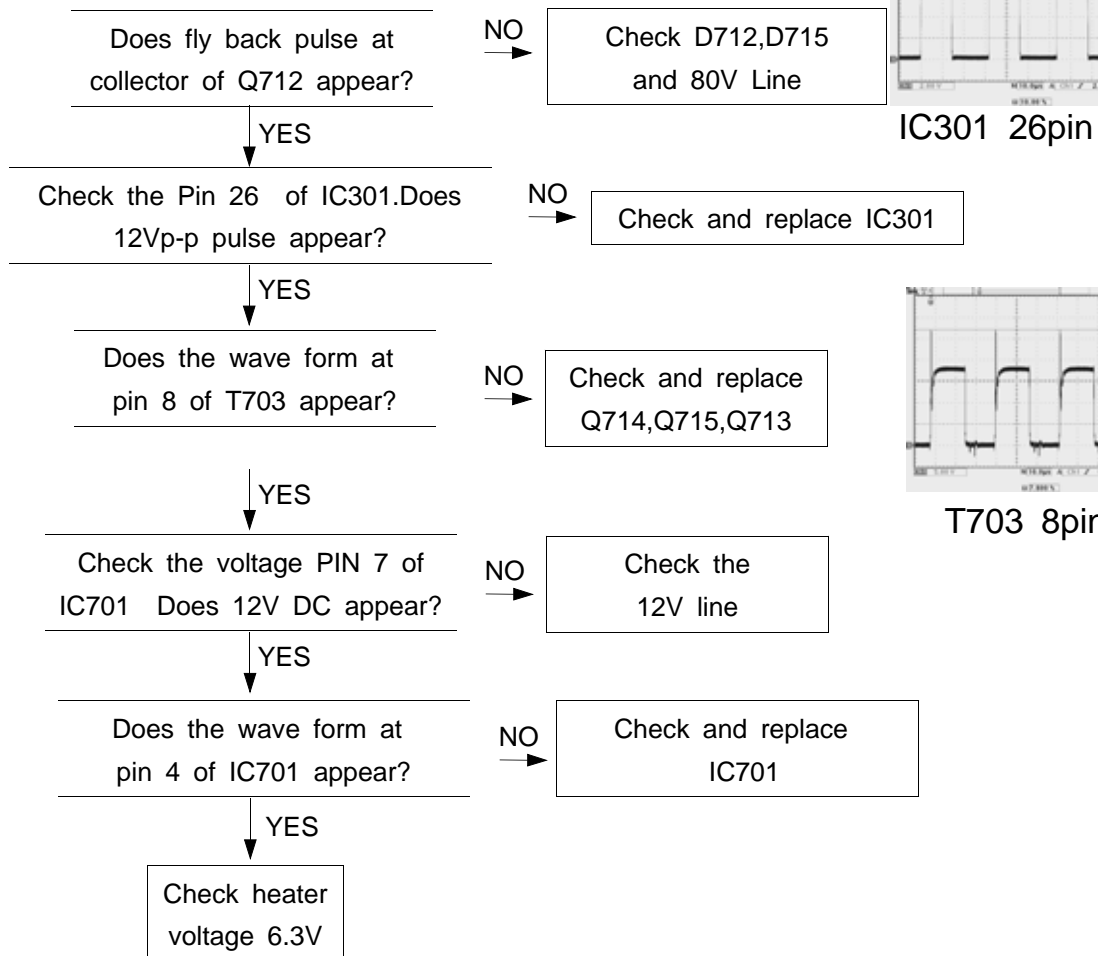 Does fly back pulse at
collector of Q712 appear?
NO
Check D712,D715
and 80V Line
IC301 26pin
YES
Check the Pin 26 of IC301.Does
12Vp-p pulse appear?
NO
Check and replace IC301
YES
Does the wave form at
pin 8 of T703 appear?
NO
Check and replace
Q714,Q715,Q713
T703 8pin
YES
Check the voltage PIN 7 of
IC701 Does 12V DC appear?
NO
Check the
12V line
YES
Does the wave form at
pin 4 of IC701 appear?
NO
Check and replace
IC701
YES
Check heater
voltage 6.3V